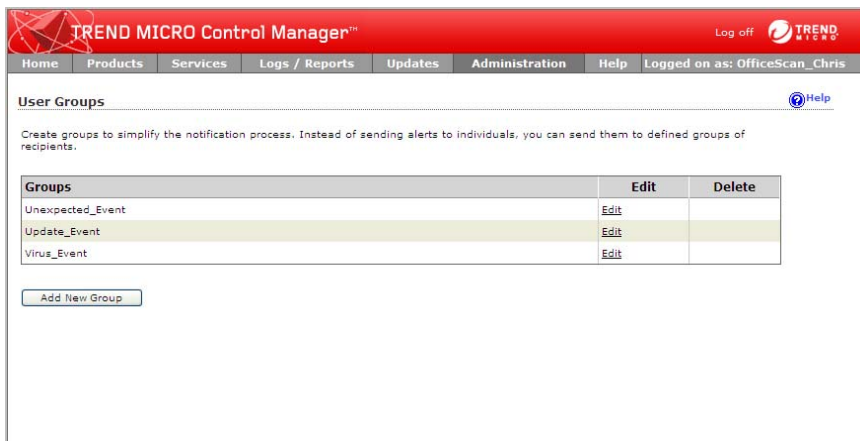 TREND MICRO Control Manager™
Log off
TREND MICRO
Home Products Services Logs / Reports Updates Administration Help Logged on as: OfficeScan_Chris
User Groups
Help
Create groups to simplify the notification process. Instead of sending alerts to individuals, you can send them to defined groups of
recipients.
Groups Edit Delete
Unexpected_Event Edit
Update_Event Edit
Virus_Event Edit
Add New Group